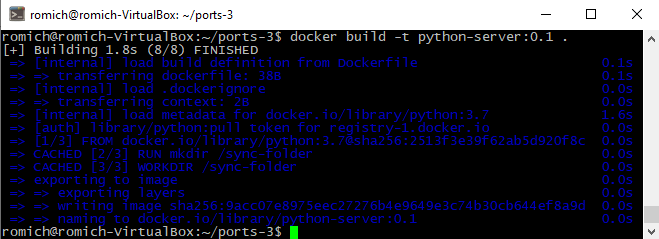 romich@romich-VirtualBox: ~/ports-3
romich@romich-VirtualBox:~/ports-3$ docker build -t python-server:0.1 .
[+] Building 1.8s (8/8) FINISHED
=> [internal] load build definition from Dockerfile 0.1s
=> => transferring dockerfile: 38B 0.1s
=> [internal] load .dockerignore 0.0s
=> => transferring context: 2B 0.0s
=> [internal] load metadata for docker.io/library/python:3.7 1.6s
=> [auth] library/python:pull token for registry-1.docker.io 0.0s
=> [1/3] FROM docker.io/library/python:3.7@sha256:2513f3e39f62ab5d920f8c 0.0s
=> CACHED [2/3] RUN mkdir /sync-folder 0.0s
=> CACHED [3/3] WORKDIR /sync-folder 0.0s
=> exporting to image 0.0s
=> => exporting layers 0.0s
=> => writing image sha256:9acc07e8975eec27276b4e9649e3c74b30cb644ef8a9d 0.0s
=> => naming to docker.io/library/python-server:0.1 0.0s
romich@romich-VirtualBox:~/ports-3$